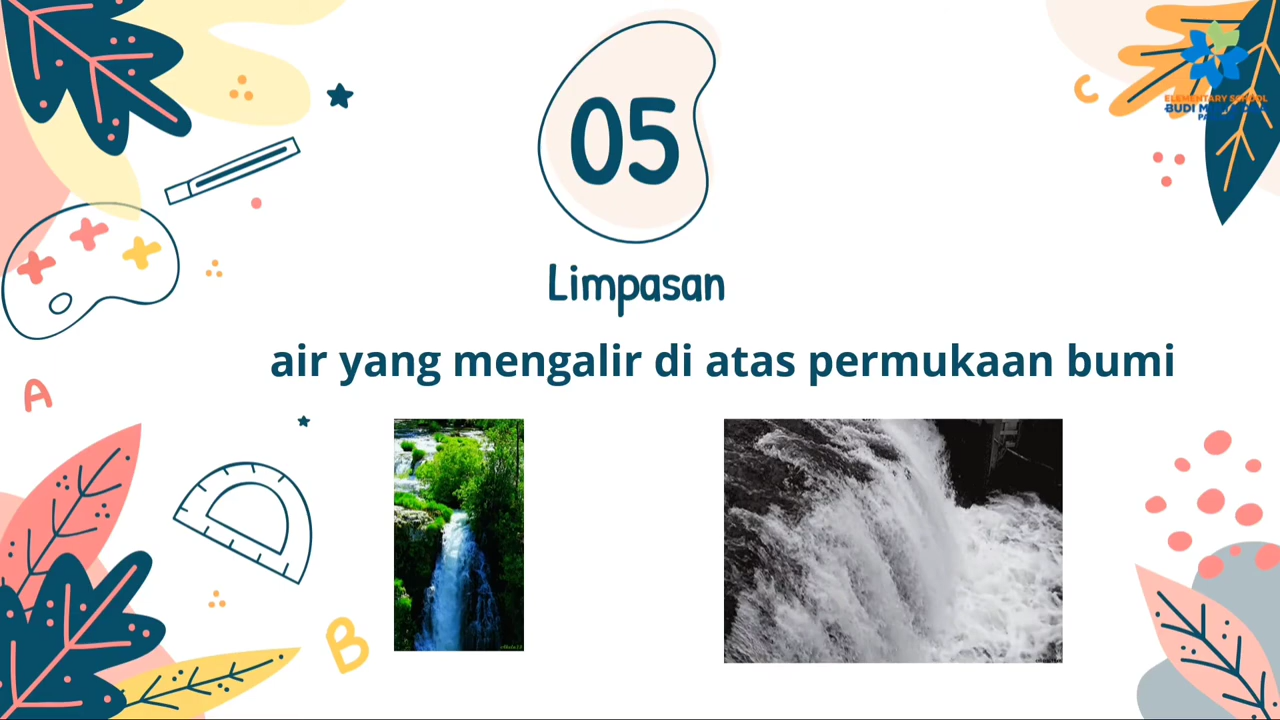 05
ELEMENTARY SCHOOL
BUDI
Limpasan
air yang mengalir di atas permukaan bumi
A
B
C